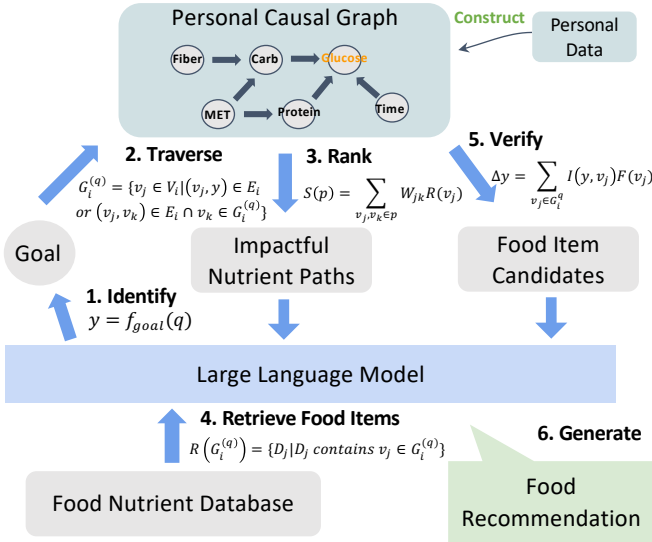 Personal Causal Graph
Construct
Personal
Data
Fiber
Carb
Glucose
MET
Protein
Time
2. Traverse
G_i^{(q)} = {v_j ∈ V_i|(v_j, y) ∈ E_i
or (v_j, v_k) ∈ E_i ∩ v_k ∈ G_i^{(q)}}
3. Rank
S(p) = ∑_{v_j,v_k∈p} W_{jk}R(v_j)
5. Verify
Δy = ∑_{v_j∈G_i^q} I(y, v_j)F(v_j)
Goal
Impactful
Nutrient Paths
Food Item
Candidates
1. Identify
y = f_{goal}(q)
Large Language Model
4. Retrieve Food Items
R(G_i^{(q)}) = {D_j|D_j contains v_j ∈ G_i^{(q)}}
6. Generate
Food Nutrient Database
Food
Recommendation